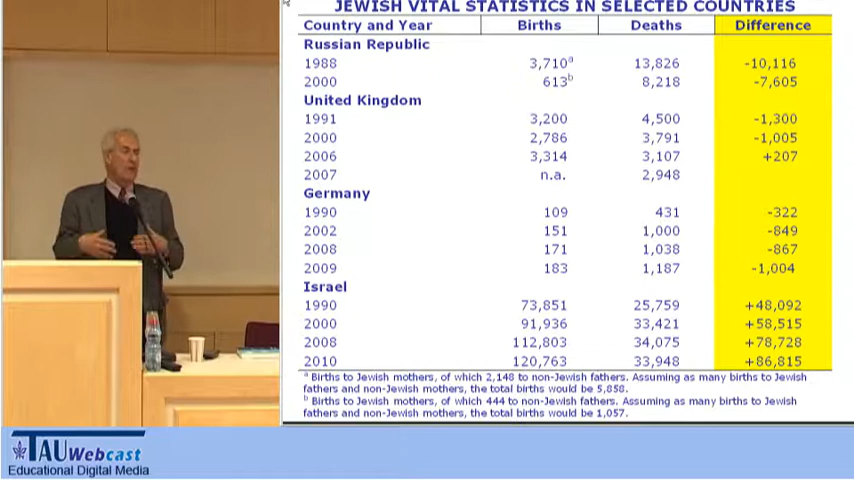 JEWISH VITAL STATISTICS IN SELECTED COUNTRIES
Country and Year Births Deaths Difference
Russian Republic
1988 3,710a 13,826 -10,116
2000 613b 8,218 -7,605
United Kingdom
1991 3,200 4,500 -1,300
2000 2,786 3,791 -1,005
2006 3,314 3,107 +207
2007 n.a. 2,948
Germany
1990 109 431 -322
2002 151 1,000 -849
2008 171 1,038 -867
2009 183 1,187 -1,004
Israel
1990 73,851 25,759 +48,092
2000 91,936 33,421 +58,515
2008 112,803 34,075 +78,728
2010 120,763 33,948 +86,815
a Births to Jewish mothers, of which 2,148 to non-Jewish fathers. Assuming as many births to Jewish
fathers and non-Jewish mothers, the total births would be 5,858.
b Births to Jewish mothers, of which 444 to non-Jewish fathers. Assuming as many births to Jewish
fathers and non-Jewish mothers, the total births would be 1,057.
TAU Webcast
Educational Digital Media